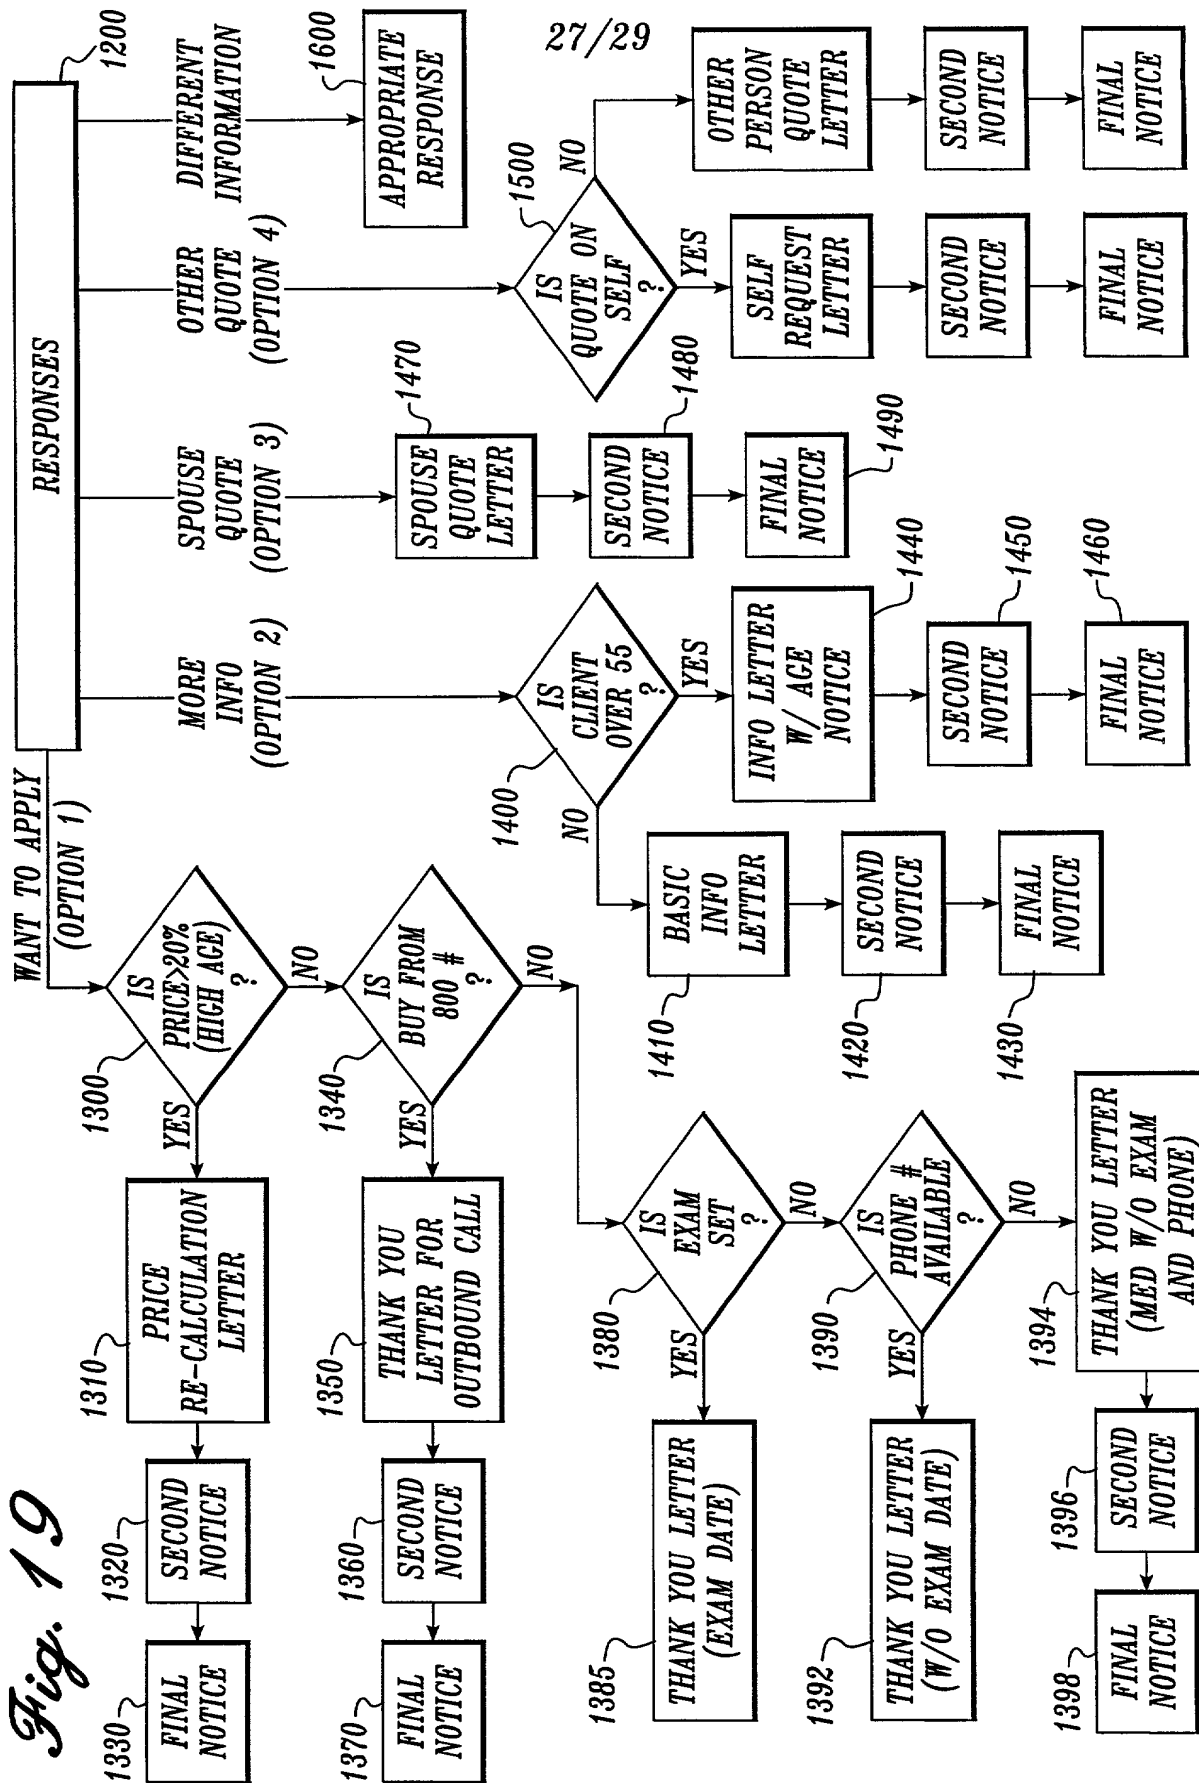 Fig. 19
27/29
RESPONSES
1200
WANT TO APPLY
(OPTION 1)
MORE
INFO
(OPTION 2)
SPOUSE
QUOTE
(OPTION 3)
OTHER
QUOTE
(OPTION 4)
DIFFERENT
INFORMATION
1300
IS
PRICE>20%
(HIGH AGE)
?
YES
NO
1310
PRICE
RE-CALCULATION
LETTER
1320
SECOND
NOTICE
1330
FINAL
NOTICE
1340
IS
BUY FROM
800 #
?
YES
NO
1350
THANK YOU
LETTER FOR
OUTBOUND CALL
1360
SECOND
NOTICE
1370
FINAL
NOTICE
1380
IS
EXAM
SET
?
YES
NO
1385
THANK YOU LETTER
(EXAM DATE)
1390
IS
PHONE #
AVAILABLE
?
YES
NO
1392
THANK YOU LETTER
(W/O EXAM DATE)
1394
THANK YOU LETTER
(MED W/O EXAM
AND PHONE)
1396
SECOND
NOTICE
1398
FINAL
NOTICE
1400
IS
CLIENT
OVER 55
?
NO
YES
1410
BASIC
INFO
LETTER
1420
SECOND
NOTICE
1430
FINAL
NOTICE
1440
INFO LETTER
W/ AGE
NOTICE
1450
SECOND
NOTICE
1460
FINAL
NOTICE
1470
SPOUSE
QUOTE
LETTER
1480
SECOND
NOTICE
1490
FINAL
NOTICE
1500
IS
QUOTE ON
SELF
?
YES
NO
SELF
REQUEST
LETTER
SECOND
NOTICE
FINAL
NOTICE
OTHER
PERSON
QUOTE
LETTER
SECOND
NOTICE
FINAL
NOTICE
1600
APPROPRIATE
RESPONSE